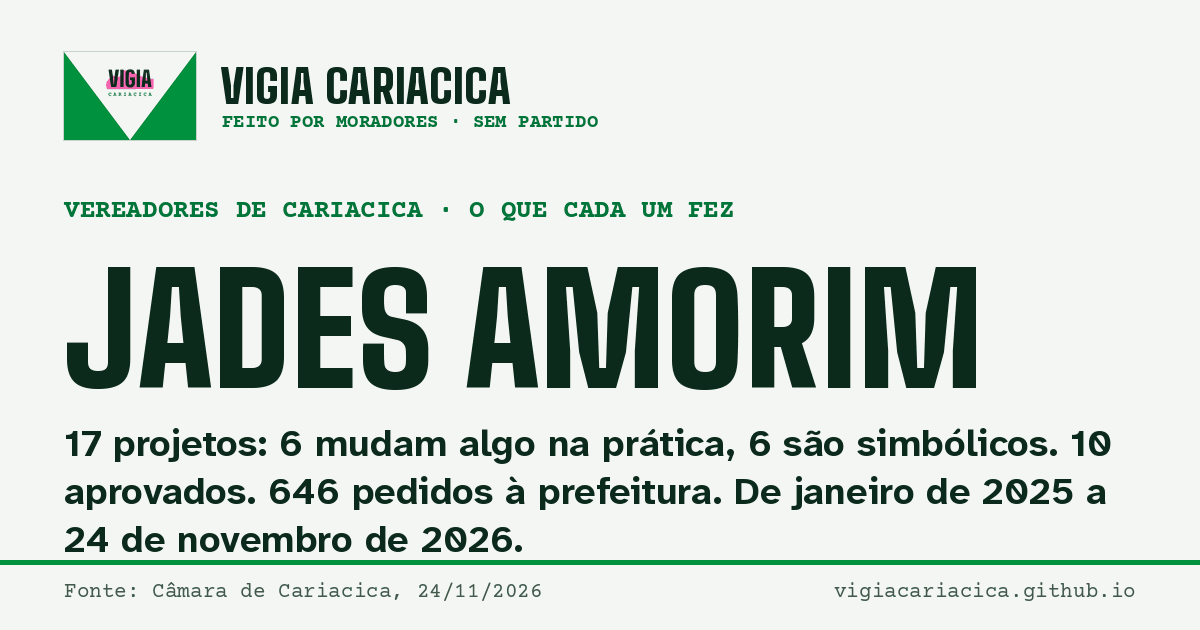 VIGIA
CARIACICA
VIGIA CARIACICA
FEITO POR MORADORES · SEM PARTIDO
VEREADORES DE CARIACICA · O QUE CADA UM FEZ
JADES AMORIM
17 projetos: 6 mudam algo na prática, 6 são simbólicos. 10
aprovados. 646 pedidos à prefeitura. De janeiro de 2025 a
24 de novembro de 2026.
Fonte: Câmara de Cariacica, 24/11/2026
vigiacariacica.github.io